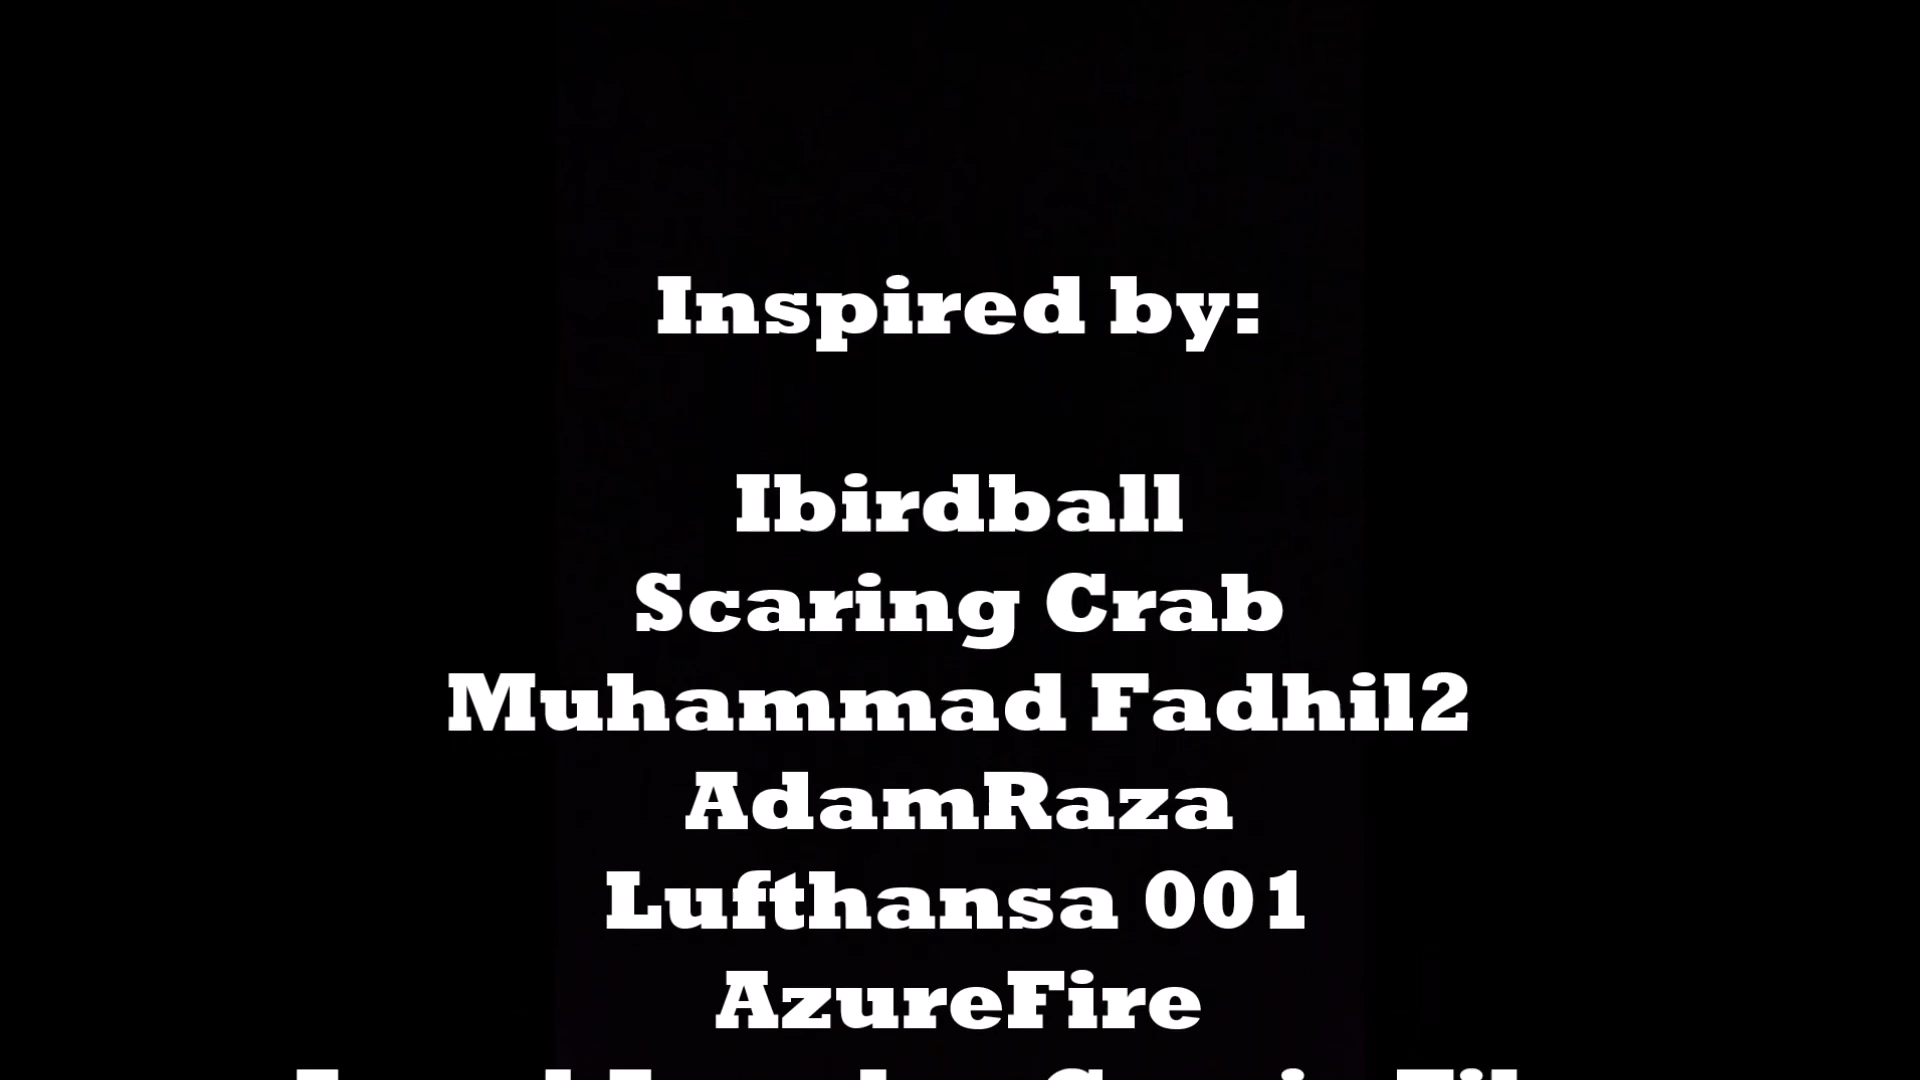 Inspired by:
Ibirdball
Scaring Crab
Muhammad Fadhil2
AdamRaza
Lufthansa 001
AzureFire